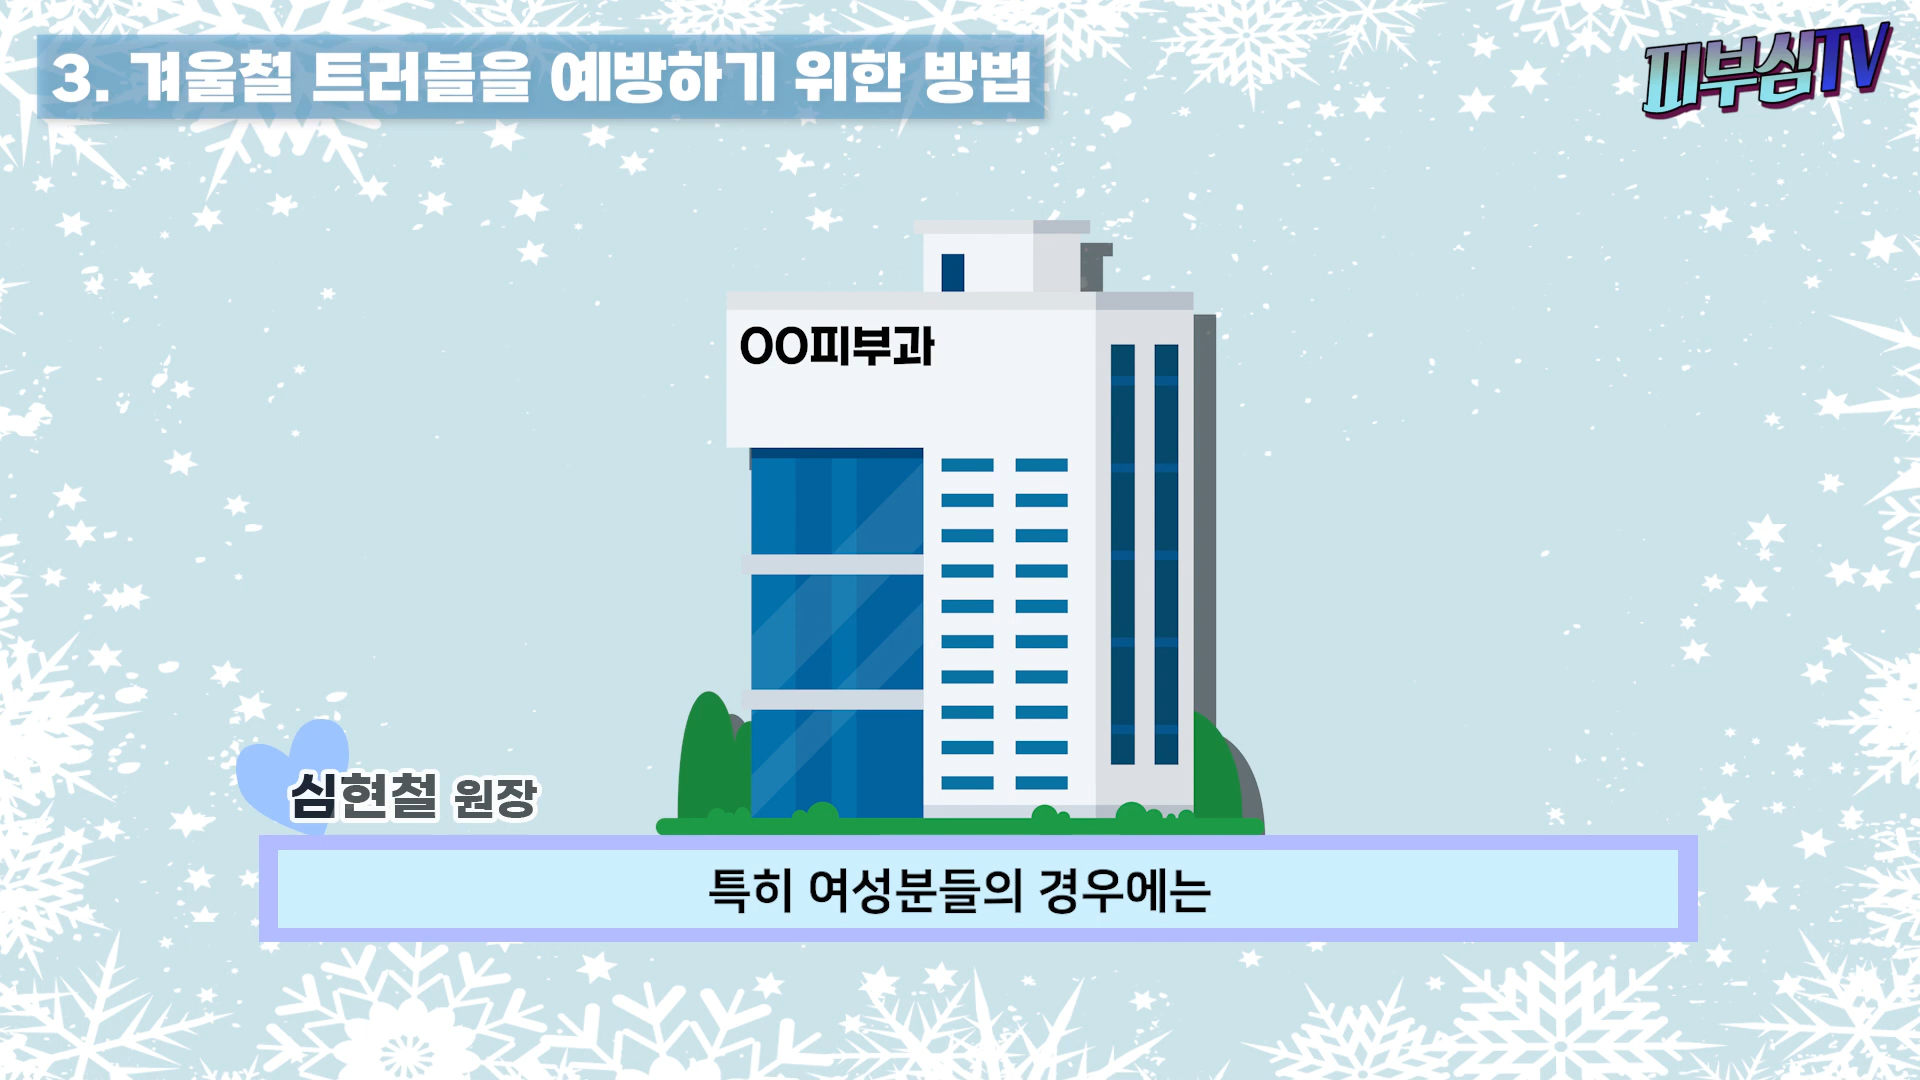 3. 겨울철 트러블을 예방하기 위한 방법
피부심TV
OO피부과
심현철 원장
특히 여성분들의 경우에는